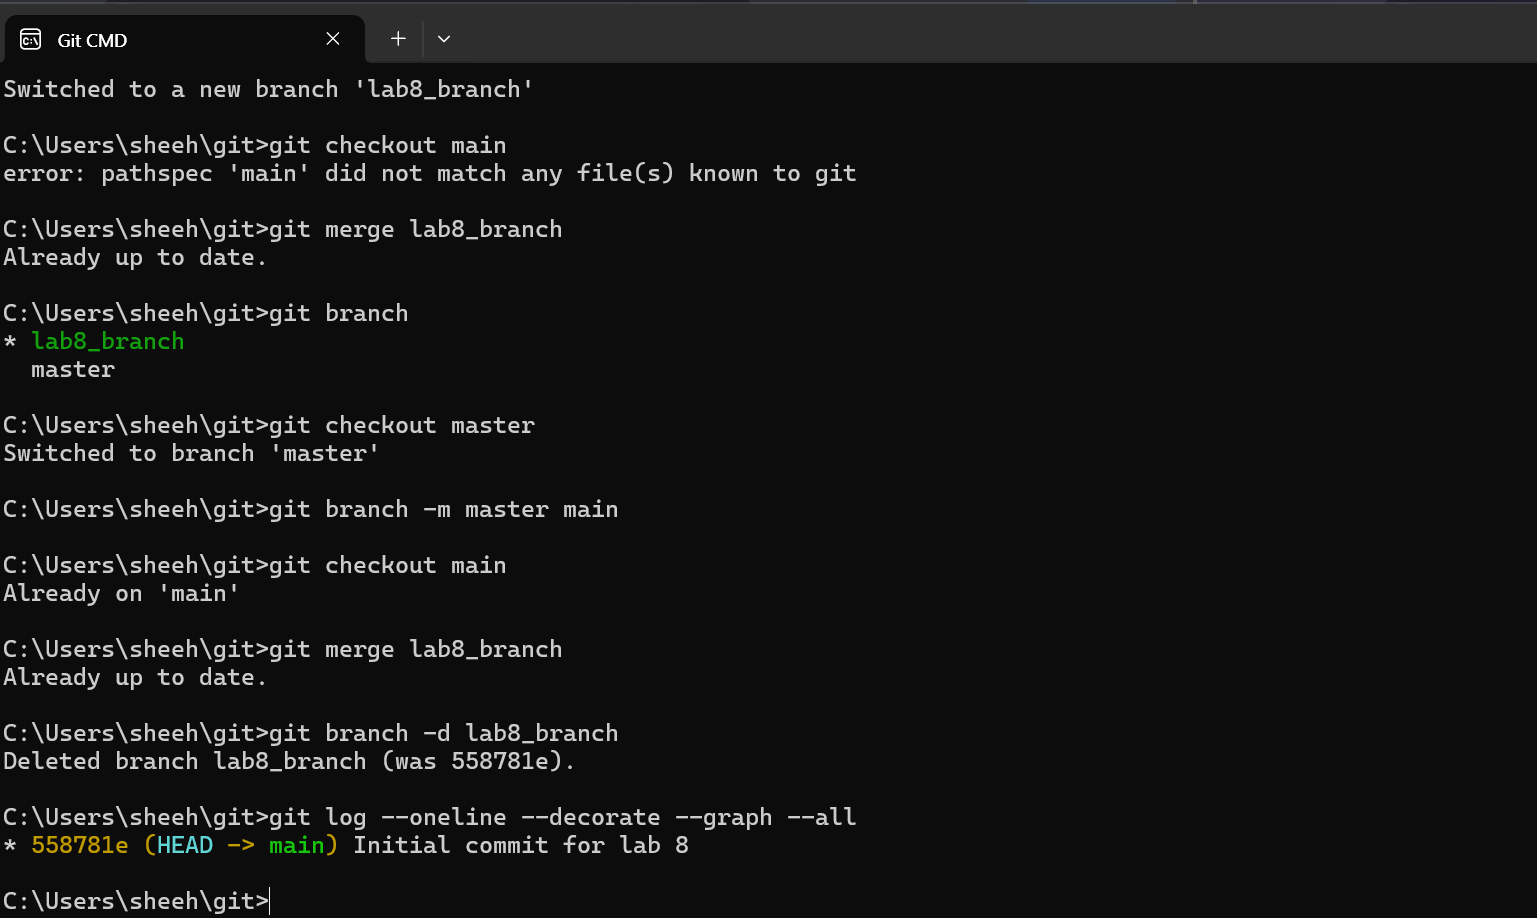 Git CMD
Switched to a new branch 'lab8_branch'
C:\Users\sheeh\git>git checkout main
error: pathspec 'main' did not match any file(s) known to git
C:\Users\sheeh\git>git merge lab8_branch
Already up to date.
C:\Users\sheeh\git>git branch
* lab8_branch
  master
C:\Users\sheeh\git>git checkout master
Switched to branch 'master'
C:\Users\sheeh\git>git branch -m master main
C:\Users\sheeh\git>git checkout main
Already on 'main'
C:\Users\sheeh\git>git merge lab8_branch
Already up to date.
C:\Users\sheeh\git>git branch -d lab8_branch
Deleted branch lab8_branch (was 558781e).
C:\Users\sheeh\git>git log --oneline --decorate --graph --all
* 558781e (HEAD -> main) Initial commit for lab 8
C:\Users\sheeh\git>